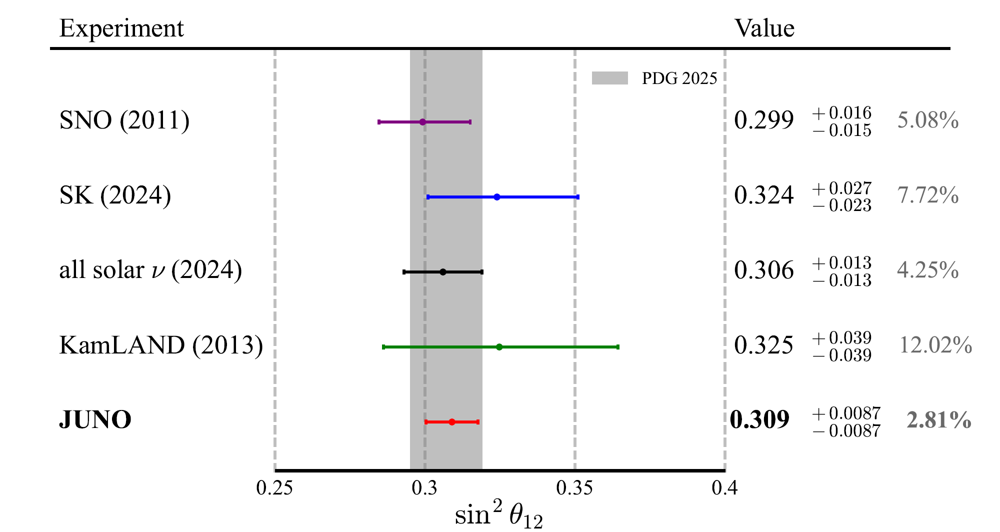 Experiment Value
PDG 2025
SNO (2011) 0.299 +0.016 −0.015 5.08%
SK (2024) 0.324 +0.027 −0.023 7.72%
all solar ν (2024) 0.306 +0.013 −0.013 4.25%
KamLAND (2013) 0.325 +0.039 −0.039 12.02%
JUNO 0.309 +0.0087 −0.0087 2.81%
0.25 0.3 0.35 0.4
sin² θ₁₂